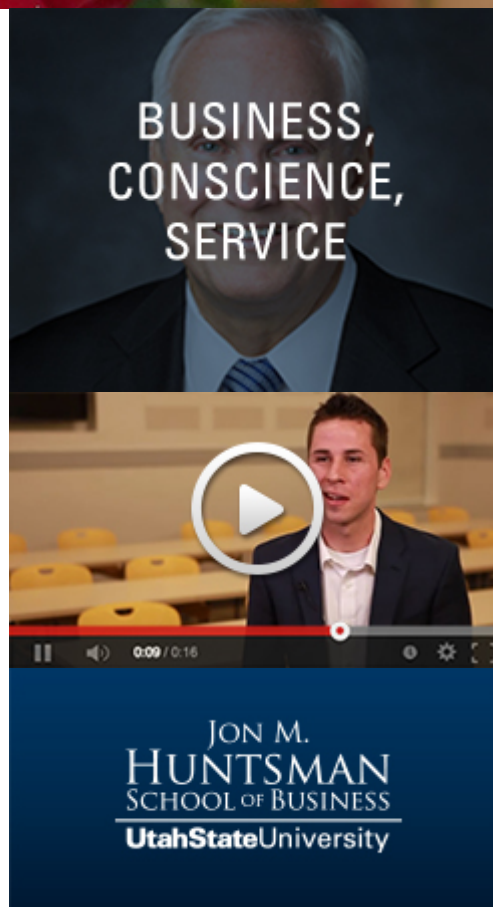 BUSINESS,
CONSCIENCE,
SERVICE
0:09 / 0:16
JON M.
HUNTSMAN
SCHOOL OF BUSINESS
UtahStateUniversity